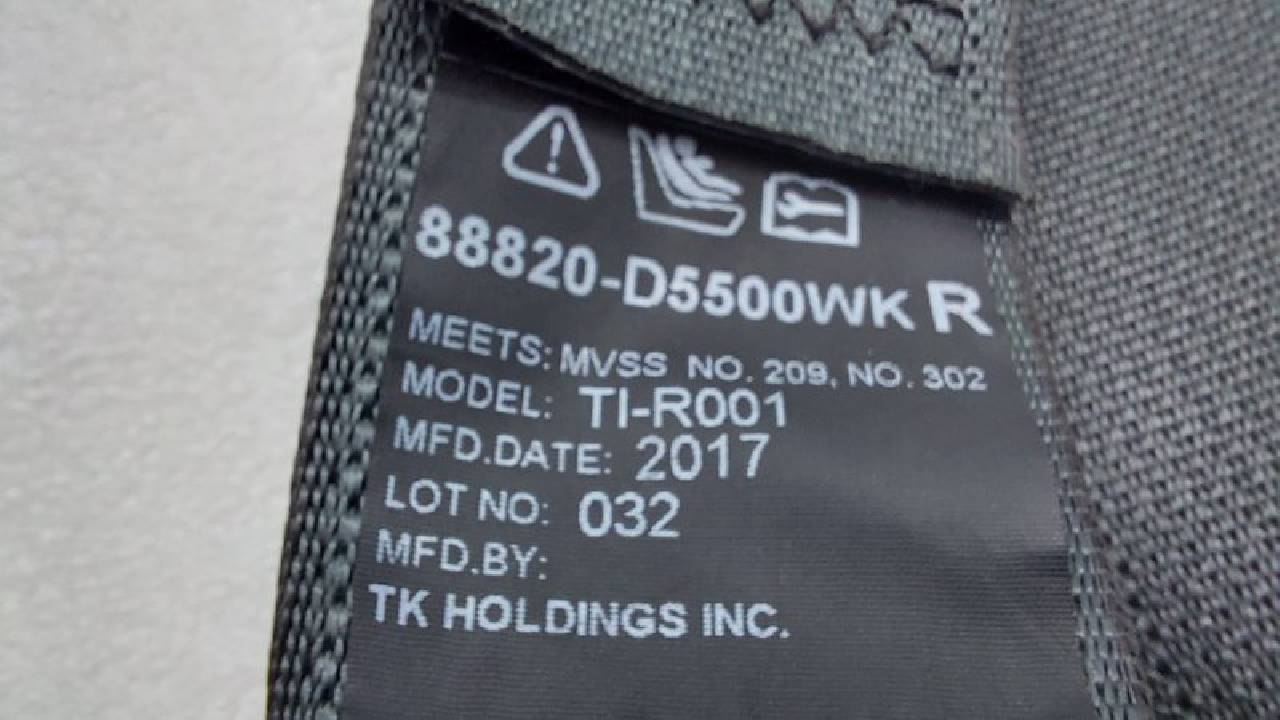 88820-D5500WK R
MEETS: MVSS NO. 209, NO. 302
MODEL: TI-R001
MFD.DATE: 2017
LOT NO: 032
MFD.BY:
TK HOLDINGS INC.